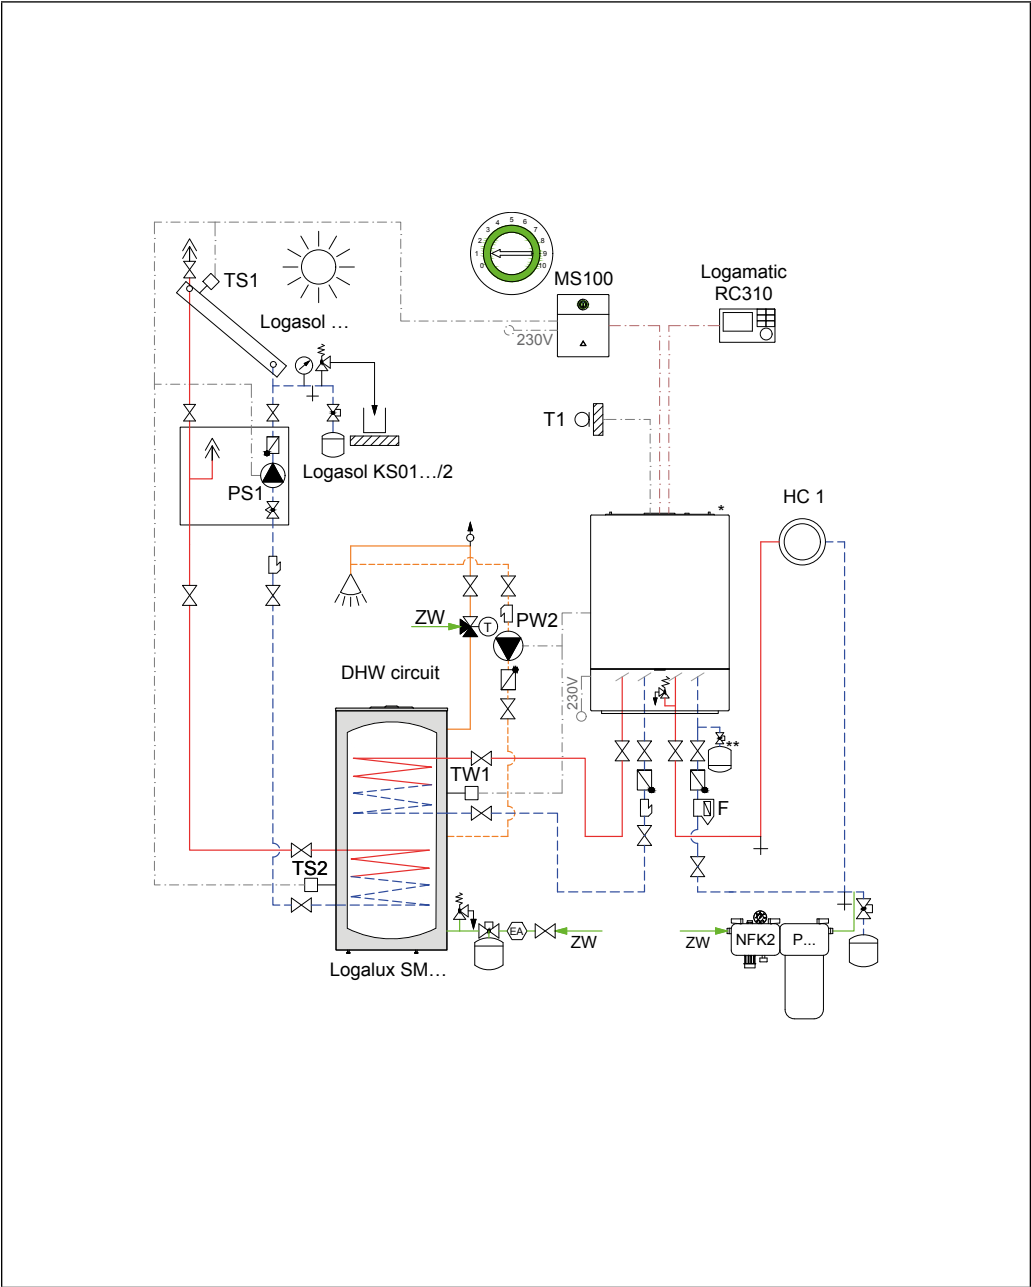 0
1
2
3
4
5
6
7
8
9
10
MS100
Logamatic
RC310
TS1
Logasol ...
230V
T1
Logasol KS01.../2
PS1
HC 1
*
ZW
T
PW2
DHW circuit
230V
TW1
**
F
TS2
EA
ZW
ZW
NFK2
P...
Logalux SM...